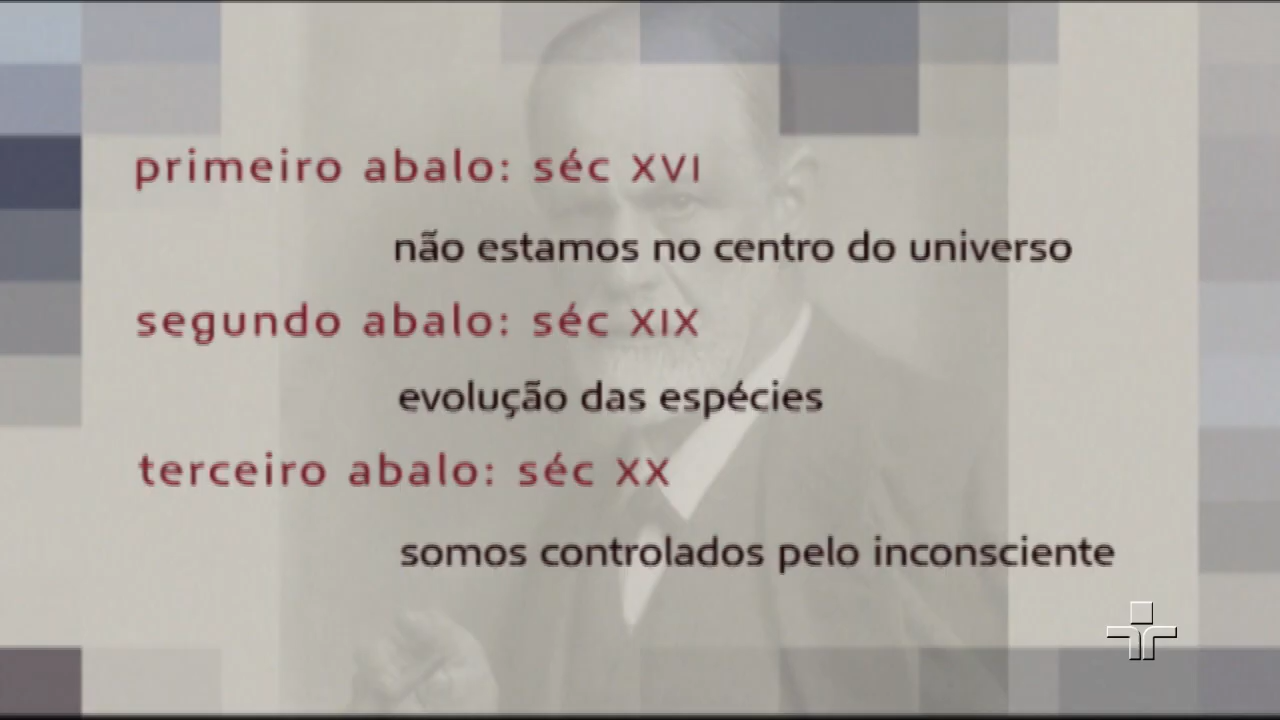 primeiro abalo: séc XVI
não estamos no centro do universo
segundo abalo: séc XIX
evolução das espécies
terceiro abalo: séc XX
somos controlados pelo inconsciente